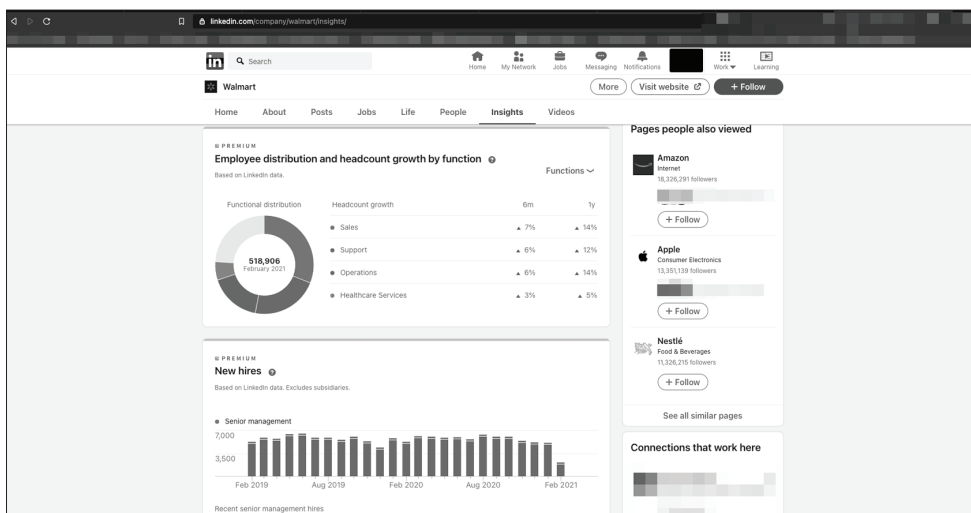 linkedin.com/company/walmart/insights/
in
Search
Home
My Network
Jobs
Messaging
Notifications
Work
Learning
Walmart
More
Visit website
+ Follow
Home About Posts Jobs Life People Insights Videos
PREMIUM
Employee distribution and headcount growth by function
Based on LinkedIn data.
Functions
Functional distribution
518,906
February 2021
Headcount growth 6m 1y
Sales 7% 14%
Support 6% 12%
Operations 6% 14%
Healthcare Services 3% 5%
PREMIUM
New hires
Based on LinkedIn data. Excludes subsidiaries.
Senior management
7,000
3,500
Feb 2019 Aug 2019 Feb 2020 Aug 2020 Feb 2021
Recent senior management hires
Pages people also viewed
Amazon
Internet
18,326,291 followers
+ Follow
Apple
Consumer Electronics
13,351,139 followers
+ Follow
Nestlé
Food & Beverages
11,326,215 followers
+ Follow
See all similar pages
Connections that work here